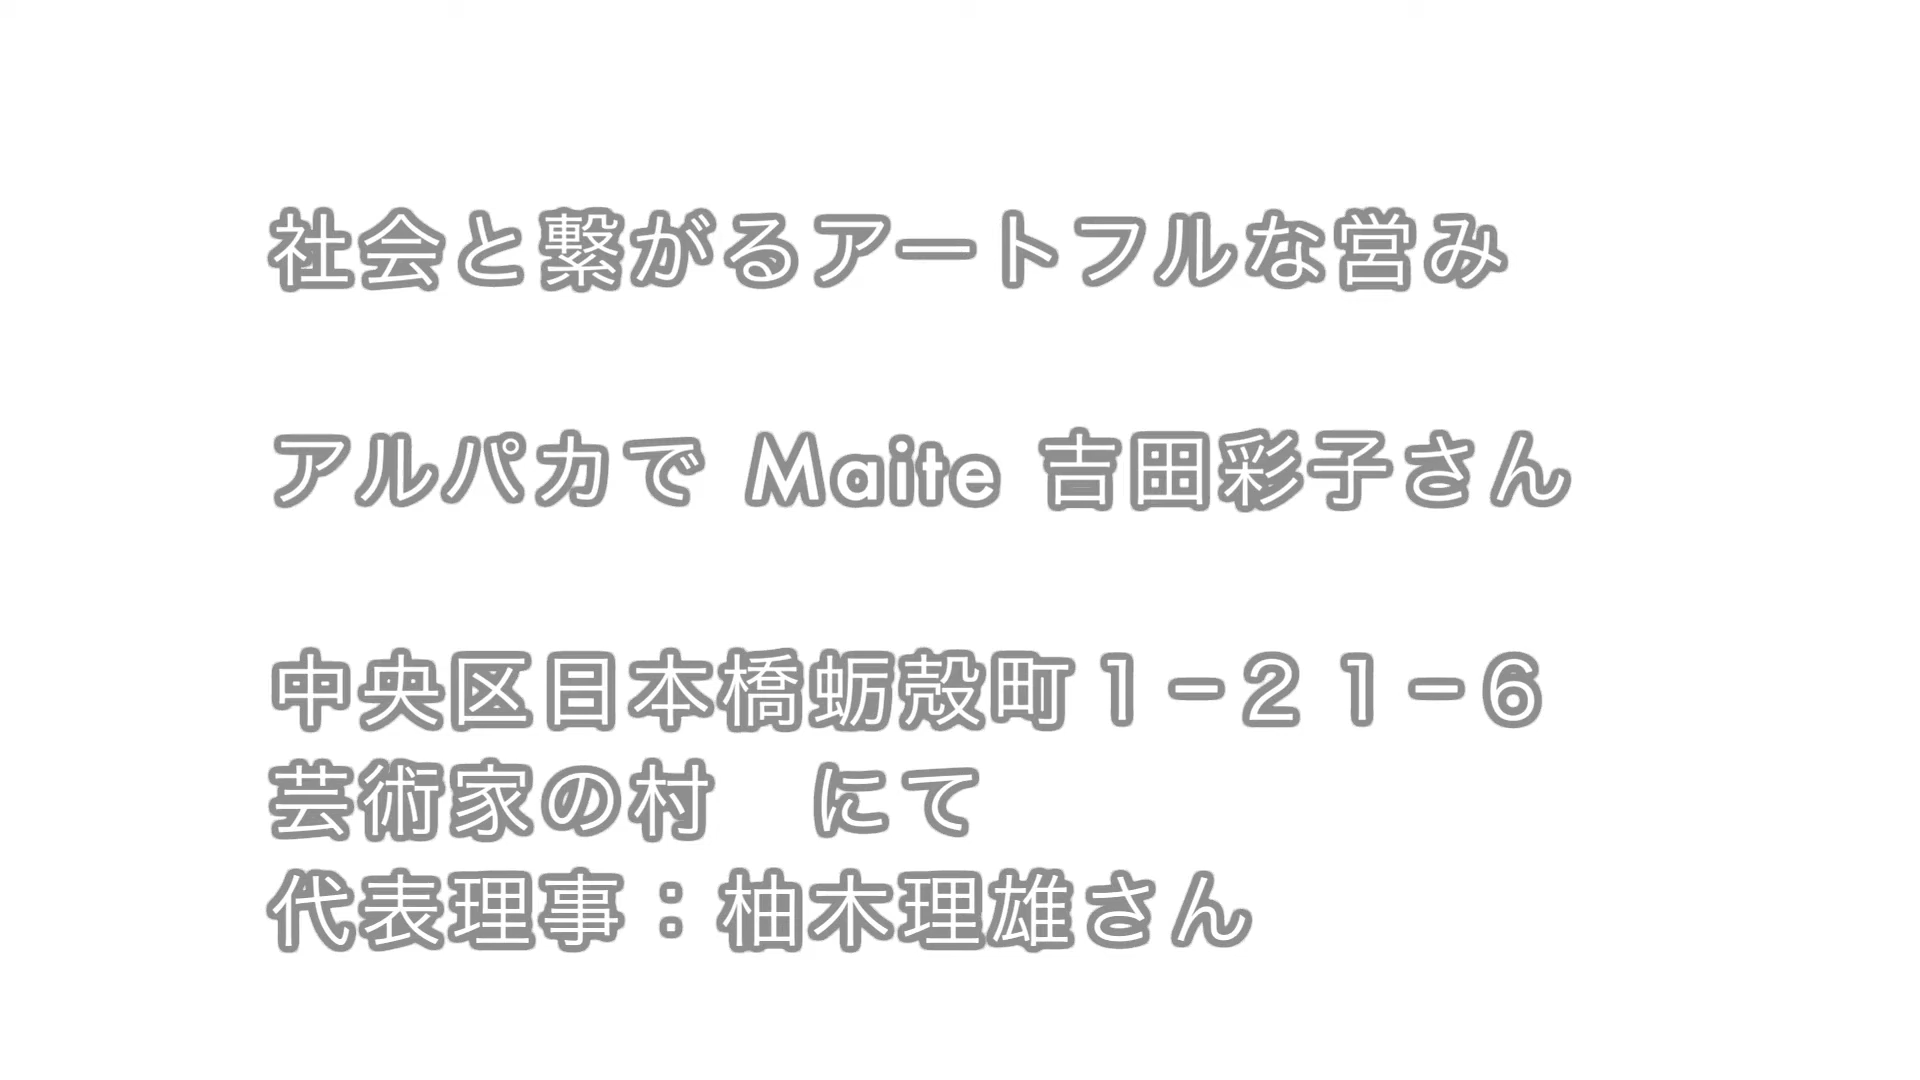 社会と繋がるアートフルな営み
アルパカで Maite 吉田彩子さん
中央区日本橋蛎殻町１−２１−６
芸術家の村　にて
代表理事：柚木理雄さん